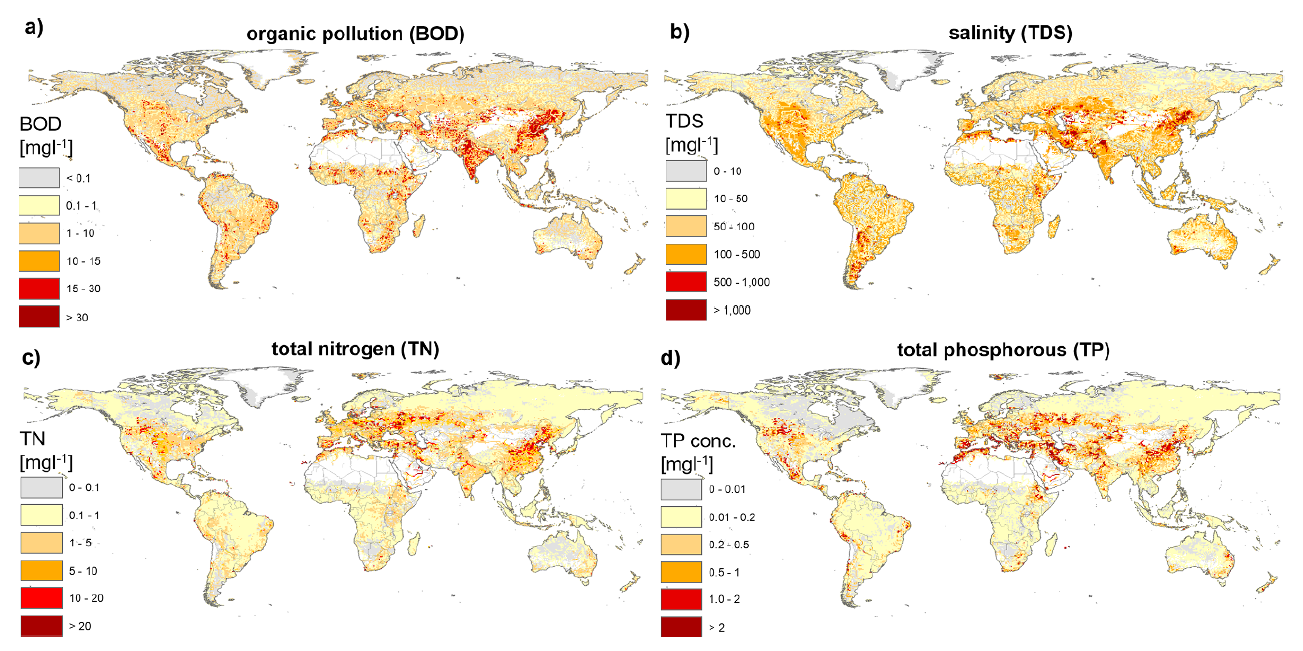 a)
organic pollution (BOD)
BOD
[mgl-1]
< 0.1
0.1 - 1
1 - 10
10 - 15
15 - 30
> 30
b)
salinity (TDS)
TDS
[mgl-1]
0 - 10
10 - 50
50 - 100
100 - 500
500 - 1,000
> 1,000
c)
total nitrogen (TN)
TN
[mgl-1]
0 - 0.1
0.1 - 1
1 - 5
5 - 10
10 - 20
> 20
d)
total phosphorous (TP)
TP conc.
[mgl-1]
0 - 0.01
0.01 - 0.2
0.2 - 0.5
0.5 - 1
1.0 - 2
> 2